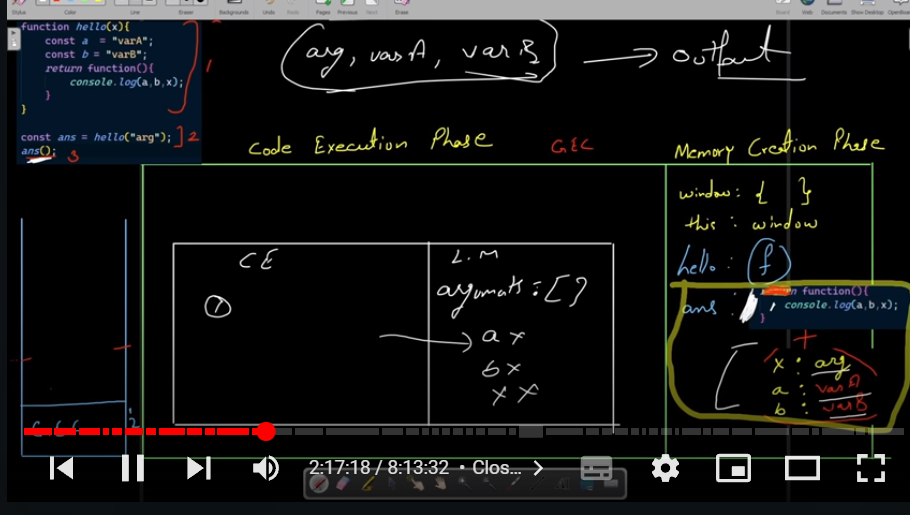 Stylus Color Line Eraser Backgrounds Undo Redo Pages Previous Next Erase Board Web Documents Show Desktop
function hello(x){
const a = "varA";
const b = "varB";
return function(){
console.log(a,b,x);
}
}
1
const ans = hello("arg"); ] 2
ans(); 3
(arg, varA, varB) → output
Code Execution Phase GEC Memory Creation Phase
window : { }
this : window
hello : f
ans :
function(){
console.log(a,b,x);
}
+
x : arg
a : varA
b : varB
CE L.M
1 arguments : [ ]
→ a x
b x
x x
2:17:18 / 8:13:32 • Clos... >